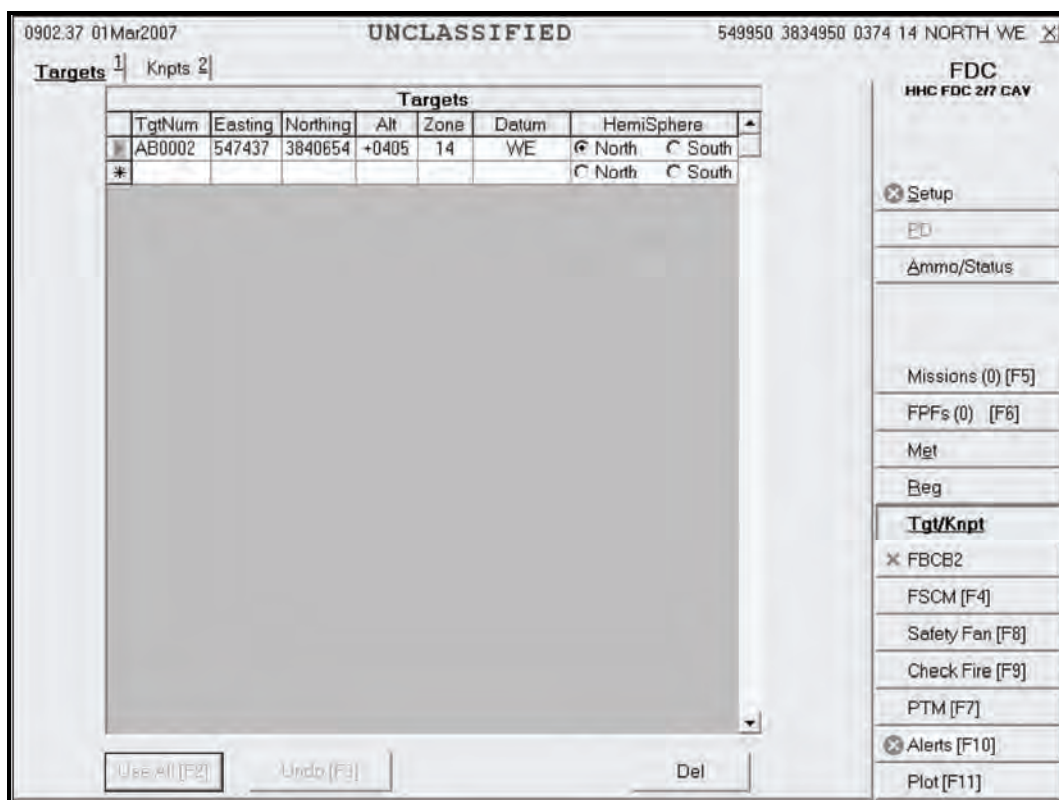 0902.37 01Mar2007 UNCLASSIFIED 549950 3834950 0374 14 NORTH WE X
Targets 1 Knpts 2
FDC
HHC FDC 2/7 CAV
Targets
TgtNum Easting Northing Alt Zone Datum HemiSphere
AB0002 547437 3840654 +0405 14 WE North South
* North South
Setup
PD
Ammo/Status
Missions (0) [F5]
FPFs (0) [F6]
Met
Reg
Tgt/Knpt
FBCB2
FSCM [F4]
Safety Fan [F8]
Check Fire [F9]
PTM [F7]
Alerts [F10]
Plot [F11]
Use All [F2] Undo [F3] Del